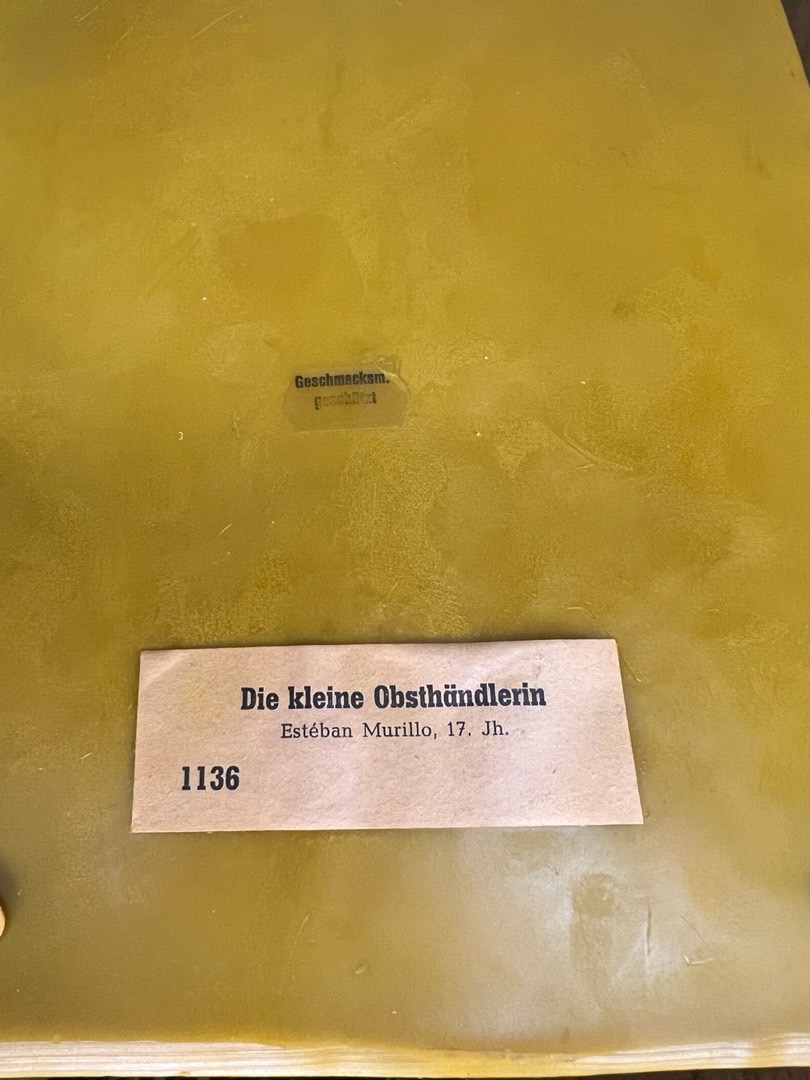 Geschmacksm.
geschützt
Die kleine Obsthändlerin
Estéban Murillo, 17. Jh.
1136